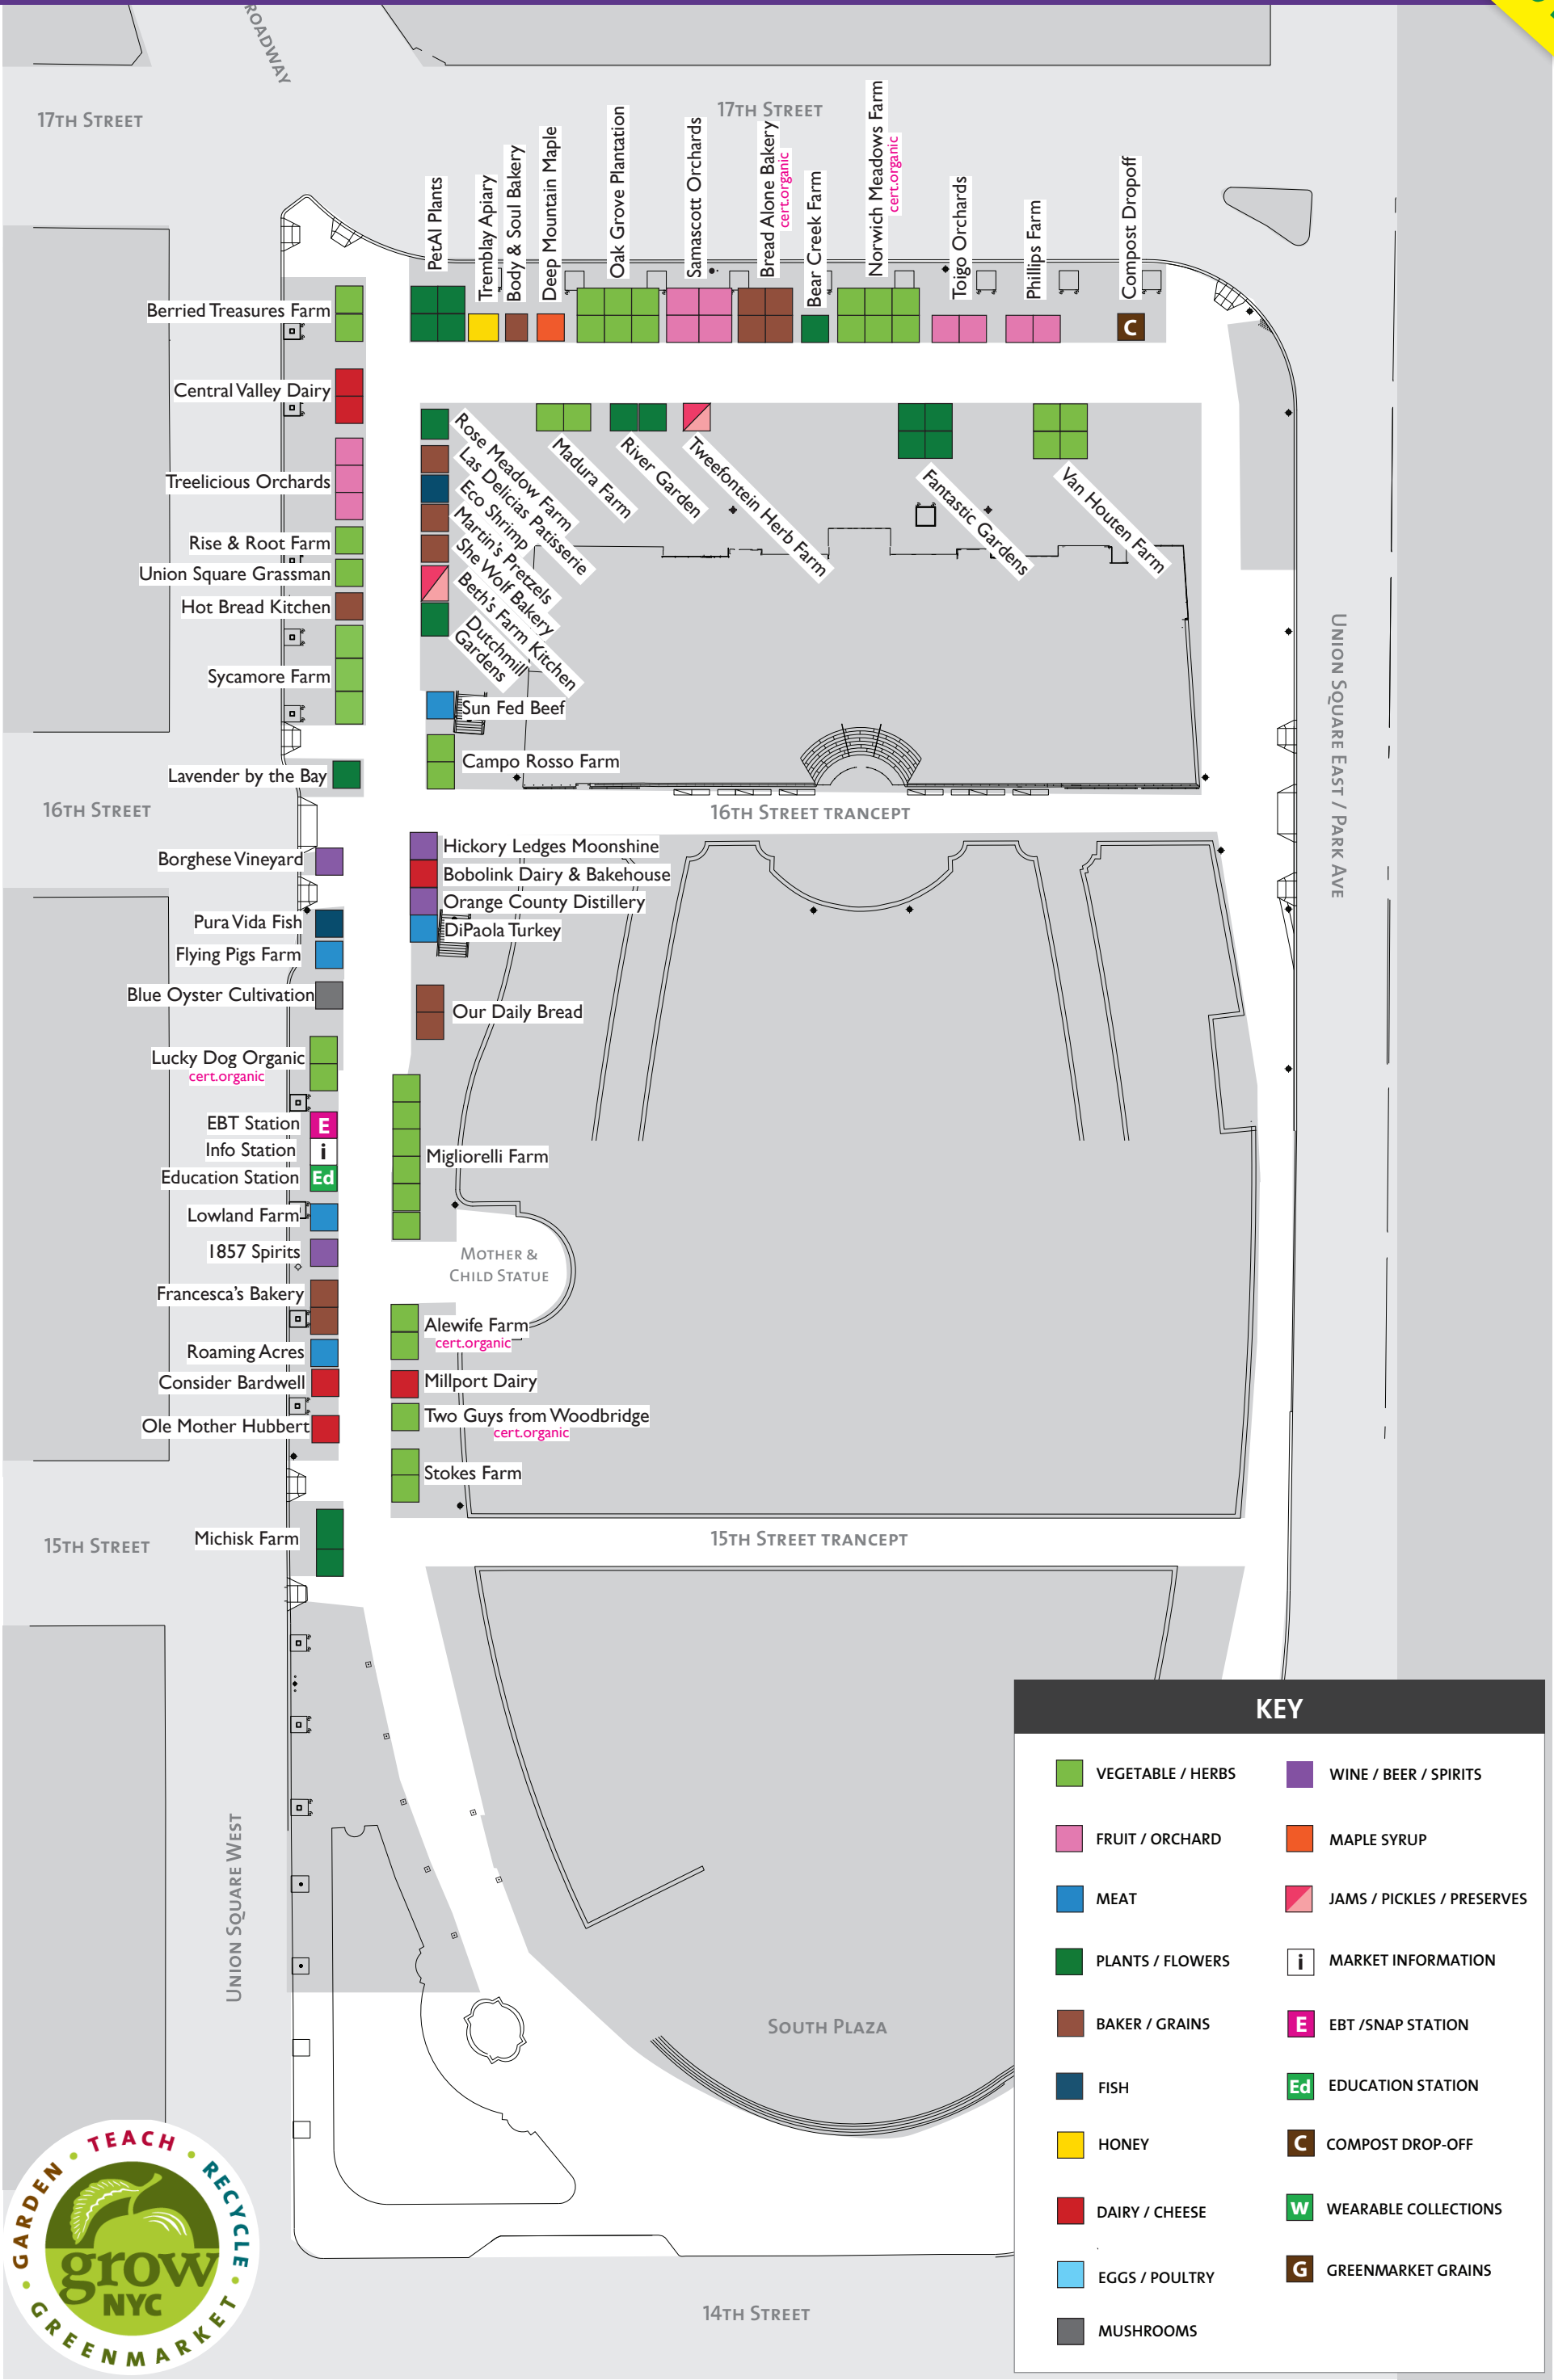 ROADWAY
17TH STREET
17TH STREET
PetAl Plants
Tremblay Apiary
Body & Soul Bakery
Deep Mountain Maple
Oak Grove Plantation
Samascott Orchards
Bread Alone Bakery
cert.organic
Bear Creek Farm
Norwich Meadows Farm
cert.organic
Toigo Orchards
Phillips Farm
Compost Dropoff
C
Berried Treasures Farm
Central Valley Dairy
Treelicious Orchards
Rise & Root Farm
Union Square Grassman
Hot Bread Kitchen
Sycamore Farm
Lavender by the Bay
Rose Meadow Farm
Las Delicias Patisserie
Eco Shrimp
Martin's Pretzels
She Wolf Bakery
Beth's Farm Kitchen
Dutchmill
Gardens
Madura Farm
River Garden
Tweefontein Herb Farm
Fantastic Gardens
Van Houten Farm
Sun Fed Beef
Campo Rosso Farm
UNION SQUARE EAST / PARK AVE
16TH STREET
16TH STREET TRANCEPT
Borghese Vineyard
Pura Vida Fish
Flying Pigs Farm
Blue Oyster Cultivation
Lucky Dog Organic
cert.organic
EBT Station
E
Info Station
i
Education Station
Ed
Lowland Farm
1857 Spirits
Francesca's Bakery
Roaming Acres
Consider Bardwell
Ole Mother Hubbert
Hickory Ledges Moonshine
Bobolink Dairy & Bakehouse
Orange County Distillery
DiPaola Turkey
Our Daily Bread
Migliorelli Farm
MOTHER &
CHILD STATUE
Alewife Farm
cert.organic
Millport Dairy
Two Guys from Woodbridge
cert.organic
Stokes Farm
15TH STREET
Michisk Farm
15TH STREET TRANCEPT
UNION SQUARE WEST
SOUTH PLAZA
14TH STREET
KEY
VEGETABLE / HERBS
FRUIT / ORCHARD
MEAT
PLANTS / FLOWERS
BAKER / GRAINS
FISH
HONEY
DAIRY / CHEESE
EGGS / POULTRY
MUSHROOMS
WINE / BEER / SPIRITS
MAPLE SYRUP
JAMS / PICKLES / PRESERVES
i MARKET INFORMATION
E EBT /SNAP STATION
Ed EDUCATION STATION
C COMPOST DROP-OFF
W WEARABLE COLLECTIONS
G GREENMARKET GRAINS
GARDEN • TEACH • RECYCLE • GREENMARKET •
grow
NYC